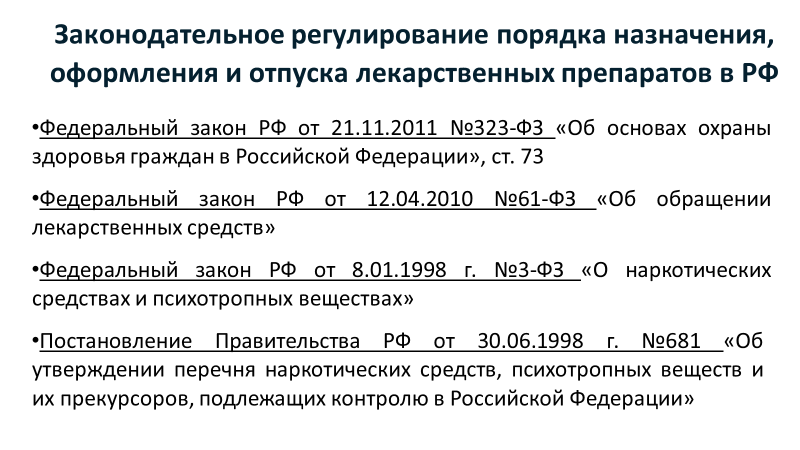 Законодательное регулирование порядка назначения,
оформления и отпуска лекарственных препаратов в РФ
•Федеральный закон РФ от 21.11.2011 №323-ФЗ «Об основах охраны
здоровья граждан в Российской Федерации», ст. 73
•Федеральный закон РФ от 12.04.2010 №61-ФЗ «Об обращении
лекарственных средств»
•Федеральный закон РФ от 8.01.1998 г. №3-ФЗ «О наркотических
средствах и психотропных веществах»
•Постановление Правительства РФ от 30.06.1998 г. №681 «Об
утверждении перечня наркотических средств, психотропных веществ и
их прекурсоров, подлежащих контролю в Российской Федерации»